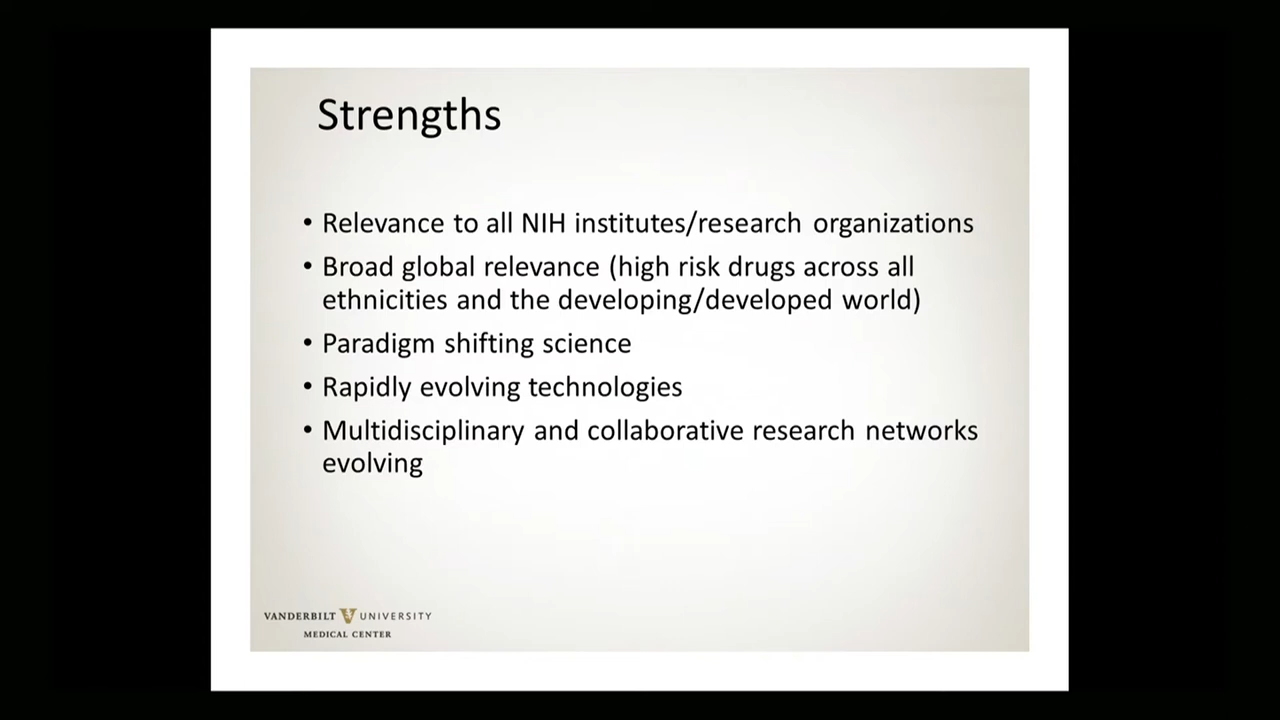 Strengths
• Relevance to all NIH institutes/research organizations
• Broad global relevance (high risk drugs across all
ethnicities and the developing/developed world)
• Paradigm shifting science
• Rapidly evolving technologies
• Multidisciplinary and collaborative research networks
evolving
VANDERBILT UNIVERSITY
MEDICAL CENTER